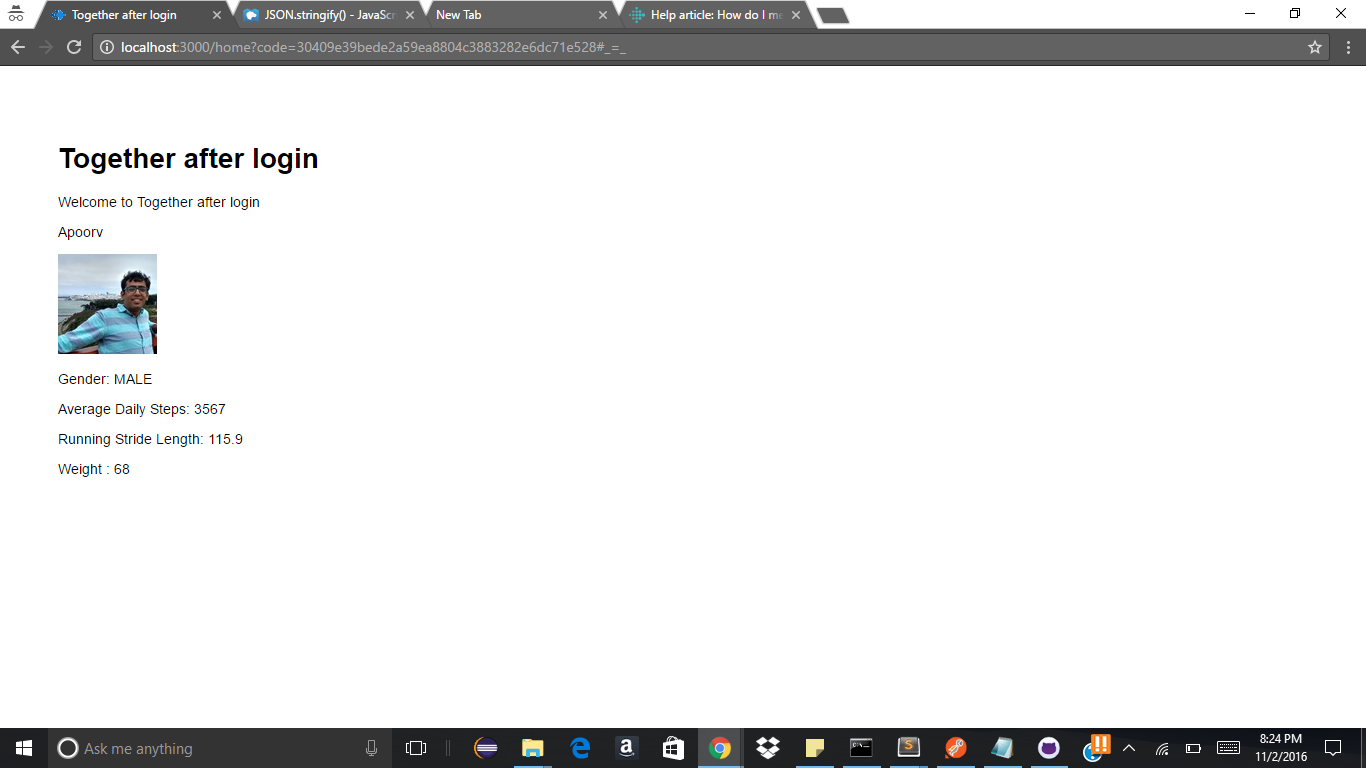 Together after login
JSON.stringify() - JavaScr
New Tab
Help article: How do I me
localhost:3000/home?code=30409e39bede2a59ea8804c3883282e6dc71e528#_=_
Together after login
Welcome to Together after login
Apoorv
Gender: MALE
Average Daily Steps: 3567
Running Stride Length: 115.9
Weight : 68
Ask me anything
8:24 PM
11/2/2016